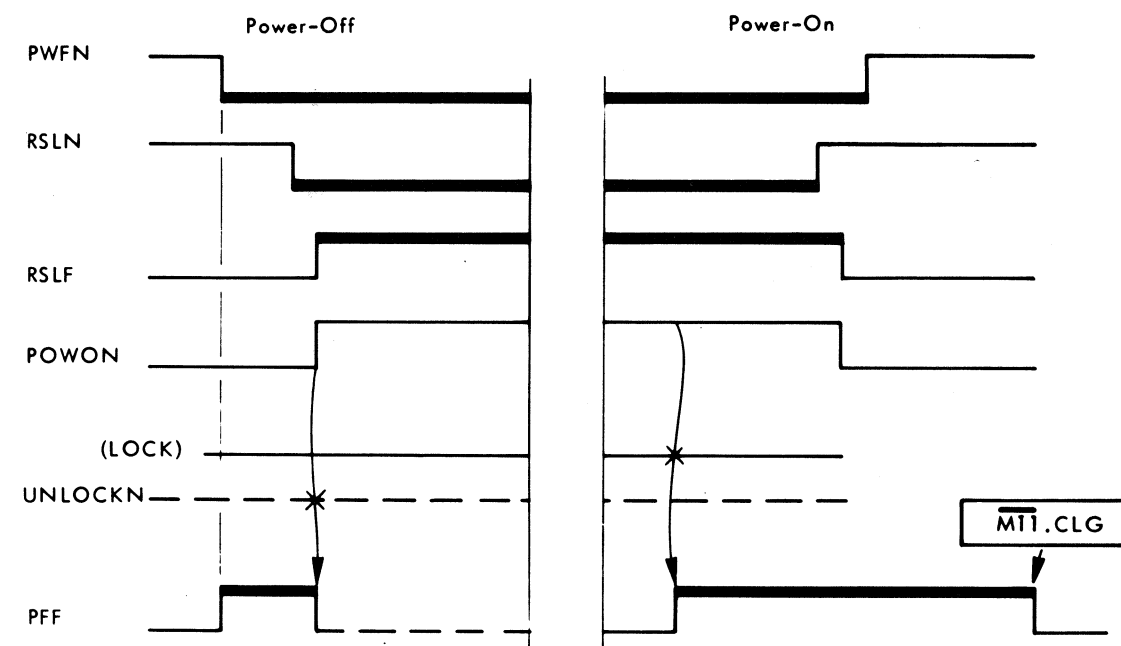 Power-Off
Power-On
PWFN
RSLN
RSLF
POWON
(LOCK)
UNLOCKN
M11.CLG
PFF